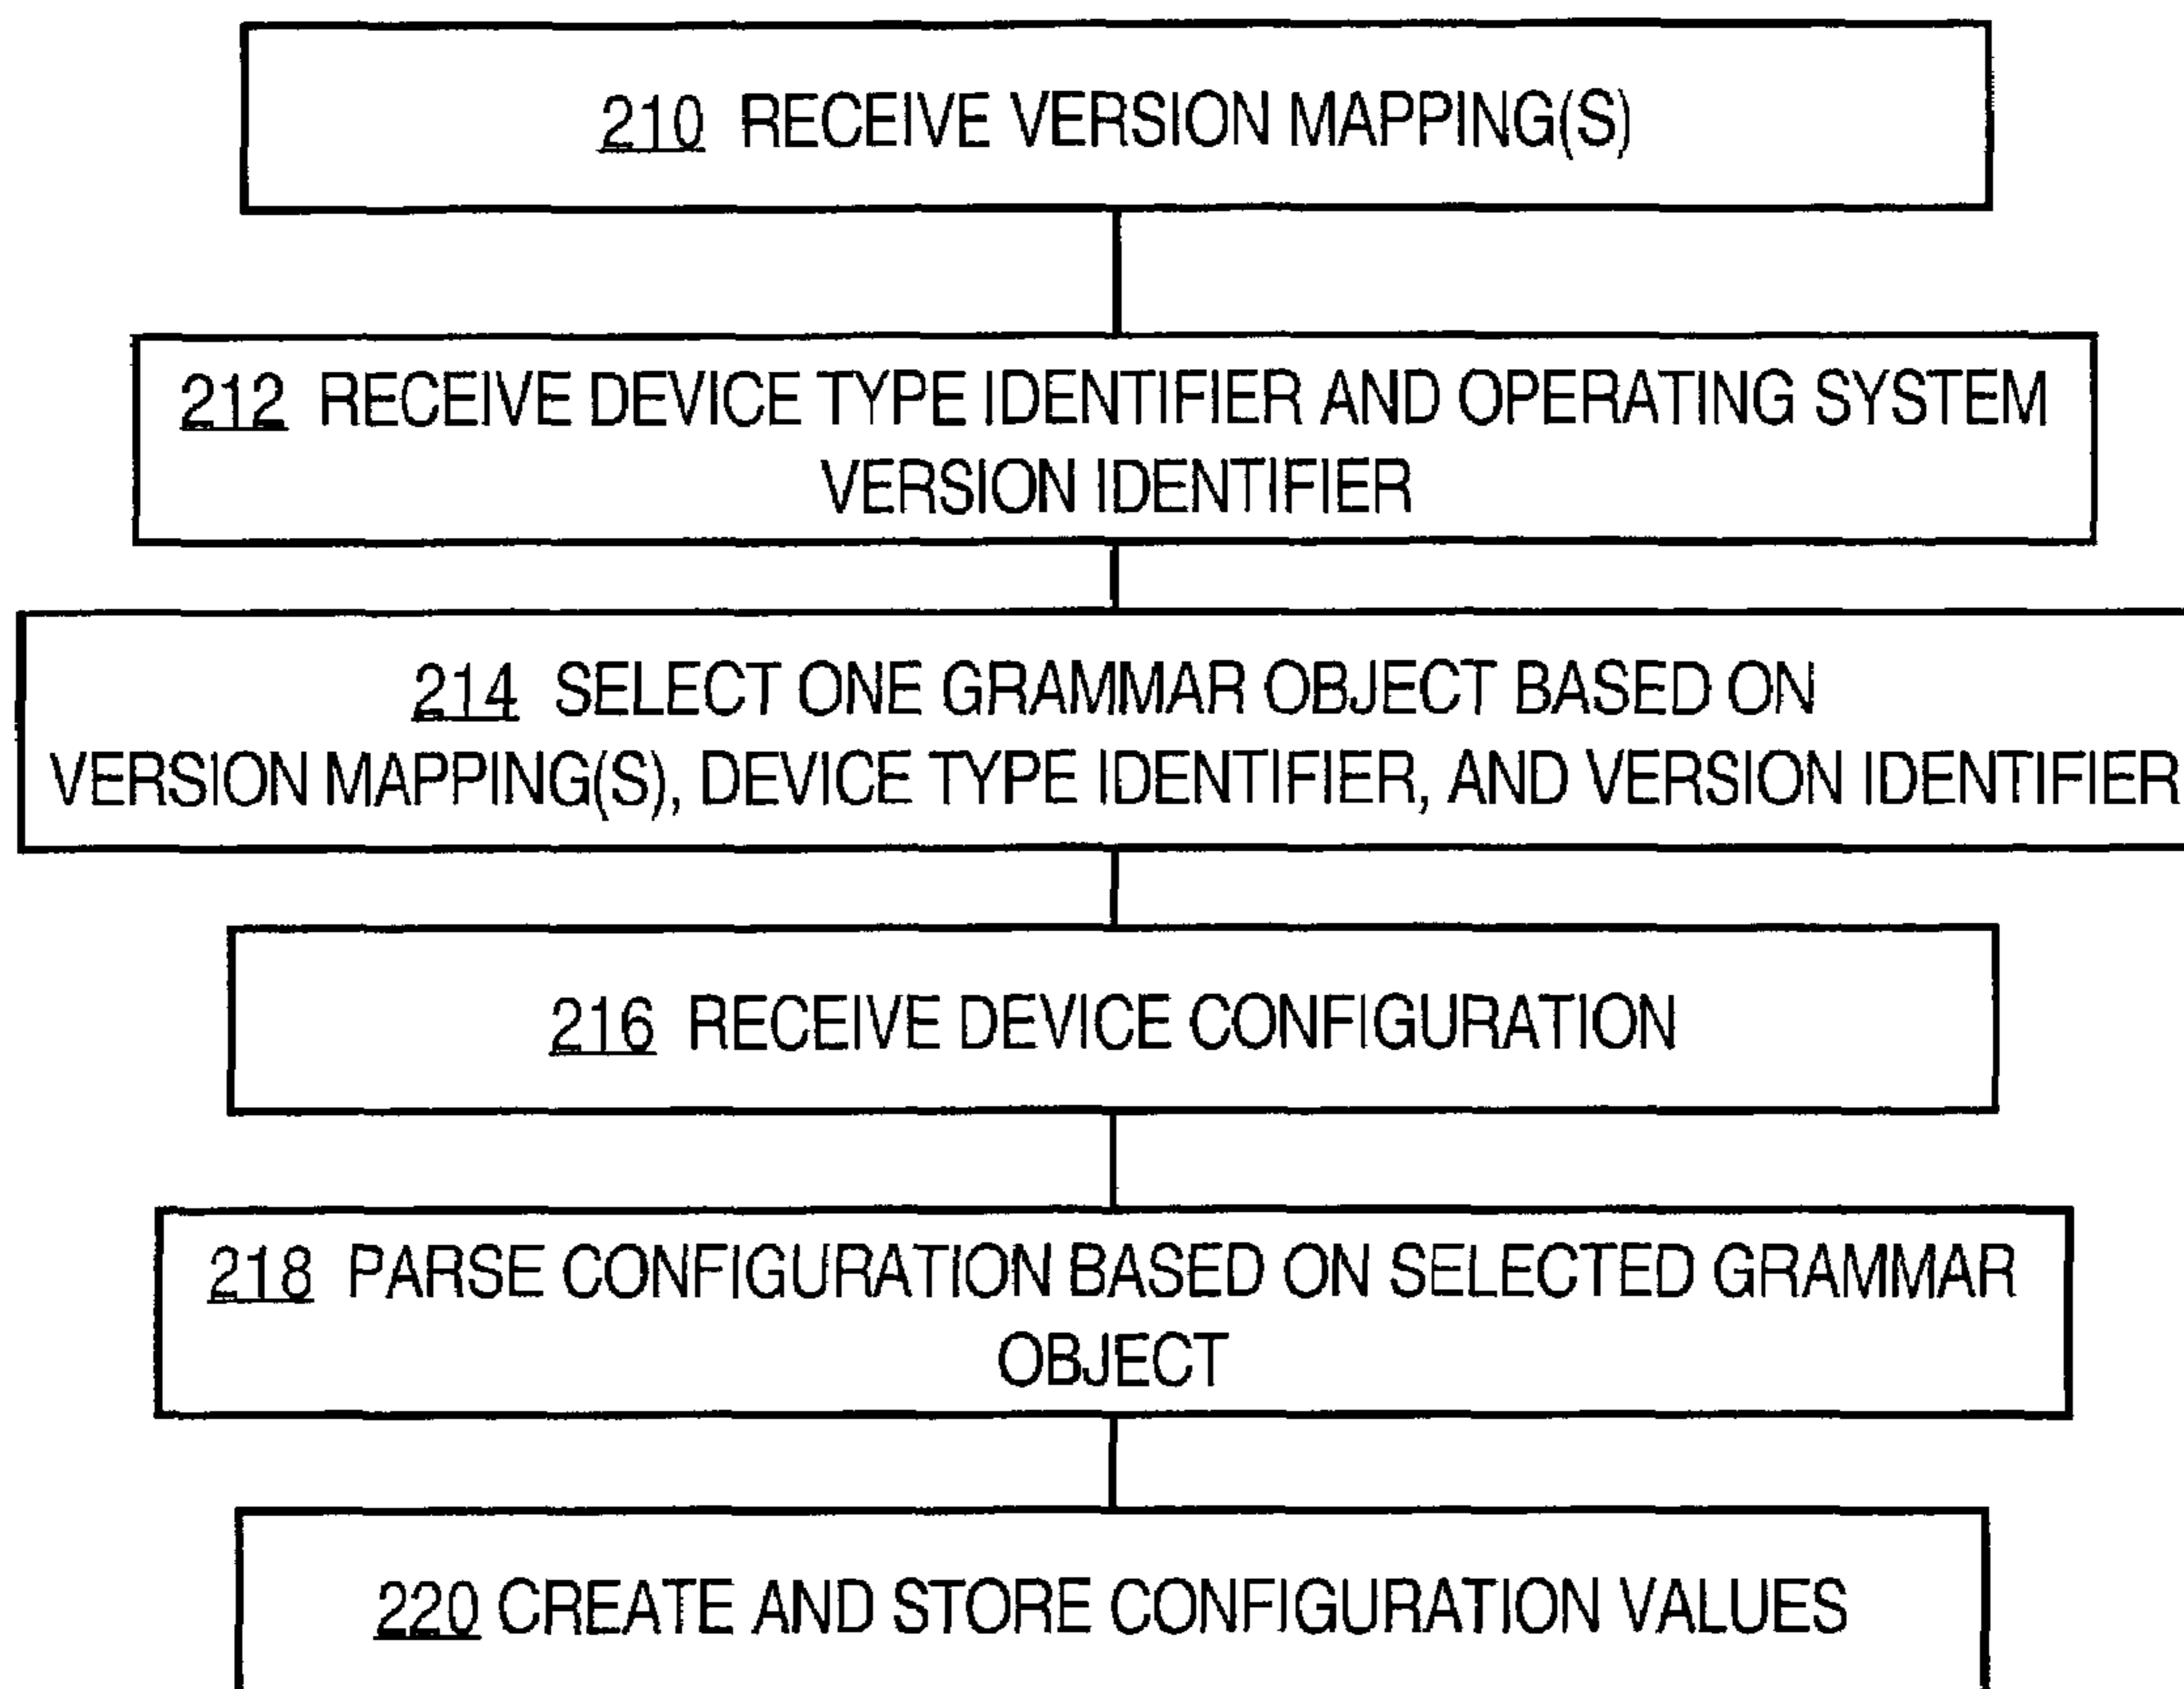 210 RECEIVE VERSION MAPPING(S)
212 RECEIVE DEVICE TYPE IDENTIFIER AND OPERATING SYSTEM
VERSION IDENTIFIER
214 SELECT ONE GRAMMAR OBJECT BASED ON
VERSION MAPPING(S), DEVICE TYPE IDENTIFIER, AND VERSION IDENTIFIER
216 RECEIVE DEVICE CONFIGURATION
218 PARSE CONFIGURATION BASED ON SELECTED GRAMMAR
OBJECT
220 CREATE AND STORE CONFIGURATION VALUES